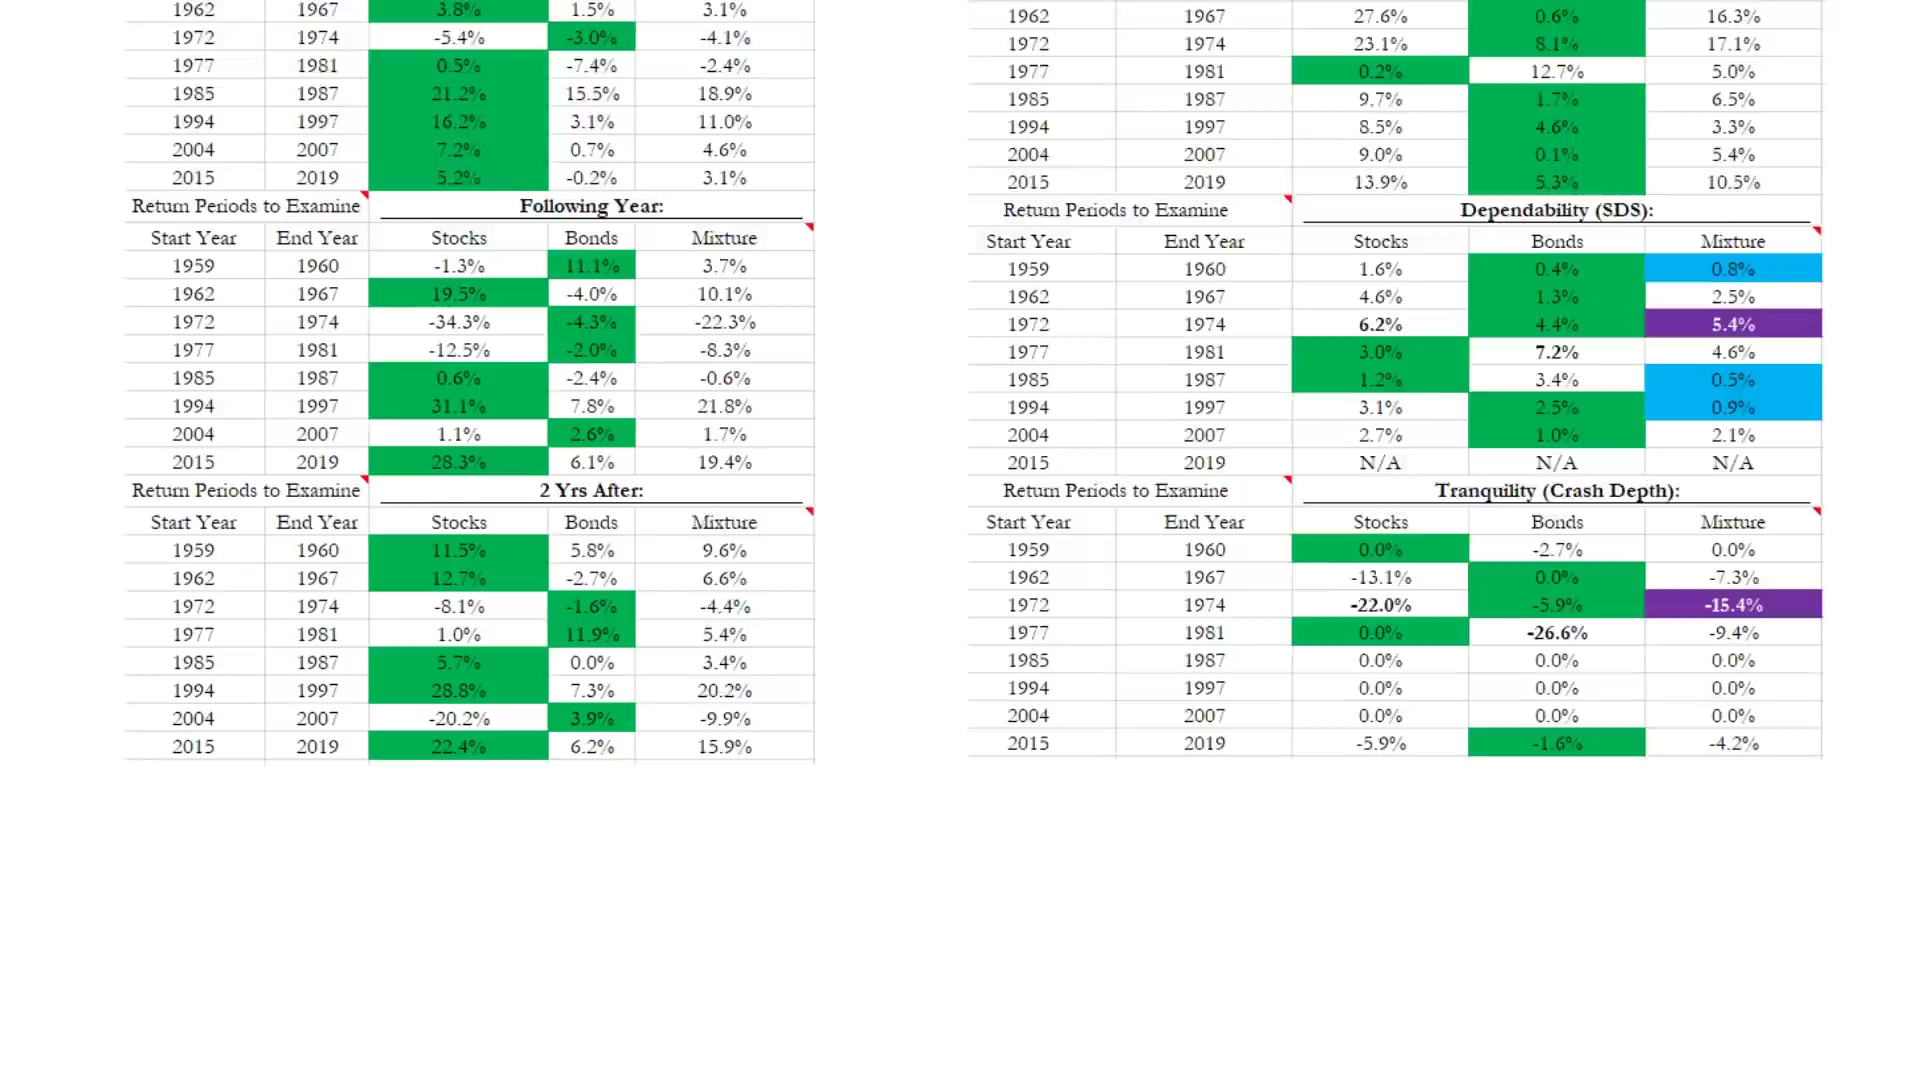 1962 1967 3.8% 1.5% 3.1%
1972 1974 -5.4% -3.0% -4.1%
1977 1981 0.5% -7.4% -2.4%
1985 1987 21.2% 15.5% 18.9%
1994 1997 16.2% 3.1% 11.0%
2004 2007 7.2% 0.7% 4.6%
2015 2019 5.2% -0.2% 3.1%
Return Periods to Examine Following Year:
Start Year End Year Stocks Bonds Mixture
1959 1960 -1.3% 11.1% 3.7%
1962 1967 19.5% -4.0% 10.1%
1972 1974 -34.3% -4.3% -22.3%
1977 1981 -12.5% -2.0% -8.3%
1985 1987 0.6% -2.4% -0.6%
1994 1997 31.1% 7.8% 21.8%
2004 2007 1.1% 2.6% 1.7%
2015 2019 28.3% 6.1% 19.4%
Return Periods to Examine 2 Yrs After:
Start Year End Year Stocks Bonds Mixture
1959 1960 11.5% 5.8% 9.6%
1962 1967 12.7% -2.7% 6.6%
1972 1974 -8.1% -1.6% -4.4%
1977 1981 1.0% 11.9% 5.4%
1985 1987 5.7% 0.0% 3.4%
1994 1997 28.8% 7.3% 20.2%
2004 2007 -20.2% 3.9% -9.9%
2015 2019 22.4% 6.2% 15.9%
1962 1967 27.6% 0.6% 16.3%
1972 1974 23.1% 8.1% 17.1%
1977 1981 0.2% 12.7% 5.0%
1985 1987 9.7% 1.7% 6.5%
1994 1997 8.5% 4.6% 3.3%
2004 2007 9.0% 0.1% 5.4%
2015 2019 13.9% 5.3% 10.5%
Return Periods to Examine Dependability (SDS):
Start Year End Year Stocks Bonds Mixture
1959 1960 1.6% 0.4% 0.8%
1962 1967 4.6% 1.3% 2.5%
1972 1974 6.2% 4.4% 5.4%
1977 1981 3.0% 7.2% 4.6%
1985 1987 1.2% 3.4% 0.5%
1994 1997 3.1% 2.5% 0.9%
2004 2007 2.7% 1.0% 2.1%
2015 2019 N/A N/A N/A
Return Periods to Examine Tranquility (Crash Depth):
Start Year End Year Stocks Bonds Mixture
1959 1960 0.0% -2.7% 0.0%
1962 1967 -13.1% 0.0% -7.3%
1972 1974 -22.0% -5.9% -15.4%
1977 1981 0.0% -26.6% -9.4%
1985 1987 0.0% 0.0% 0.0%
1994 1997 0.0% 0.0% 0.0%
2004 2007 0.0% 0.0% 0.0%
2015 2019 -5.9% -1.6% -4.2%